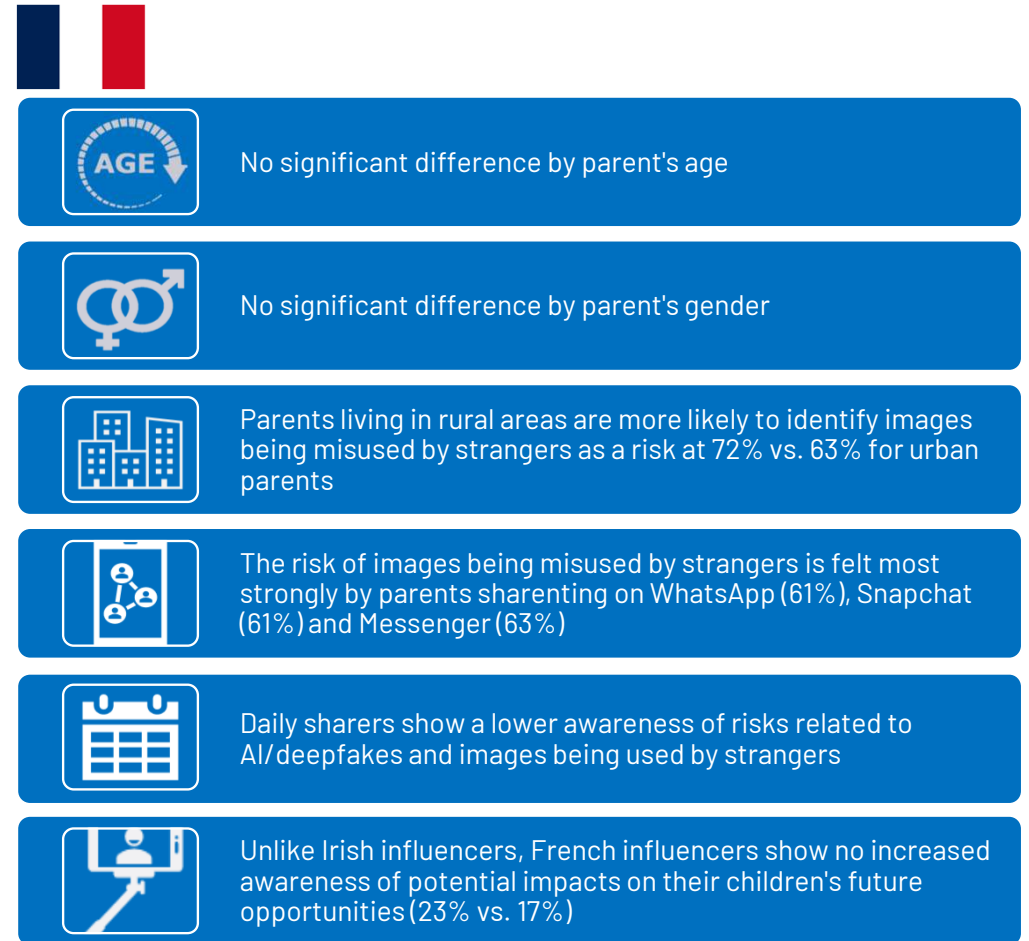 AGE
No significant difference by parent's age
No significant difference by parent's gender
Parents living in rural areas are more likely to identify images
being misused by strangers as a risk at 72% vs. 63% for urban
parents
The risk of images being misused by strangers is felt most
strongly by parents sharenting on WhatsApp (61%), Snapchat
(61%) and Messenger (63%)
Daily sharers show a lower awareness of risks related to
AI/deepfakes and images being used by strangers
Unlike Irish influencers, French influencers show no increased
awareness of potential impacts on their children's future
opportunities (23% vs. 17%)